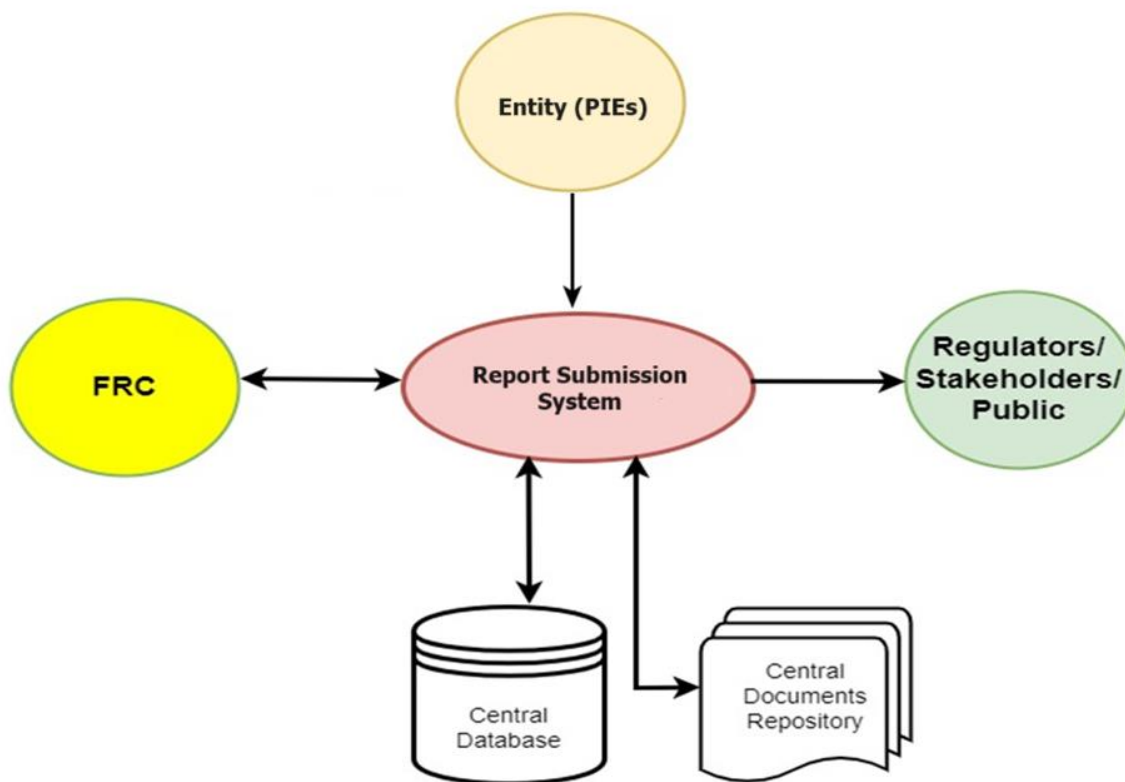 Entity (PIEs)
FRC
Report Submission
System
Regulators/
Stakeholders/
Public
Central
Database
Central
Documents
Repository